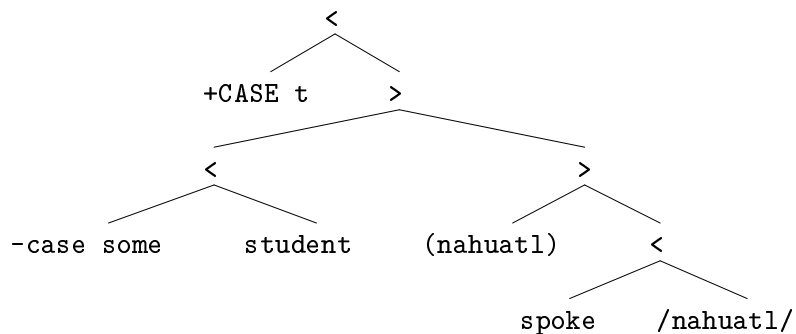 <
+CASE t >
< >
-case some student (nahuatl) <
spoke /nahuatl/